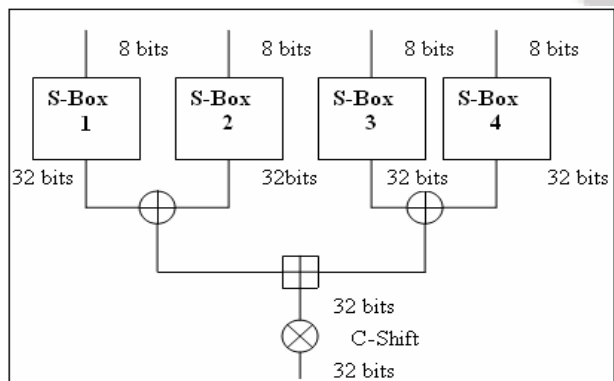 8 bits
8 bits
8 bits
8 bits
S-Box
1
S-Box
2
S-Box
3
S-Box
4
32 bits
32bits
32 bits
32 bits
32 bits
C-Shift
32 bits